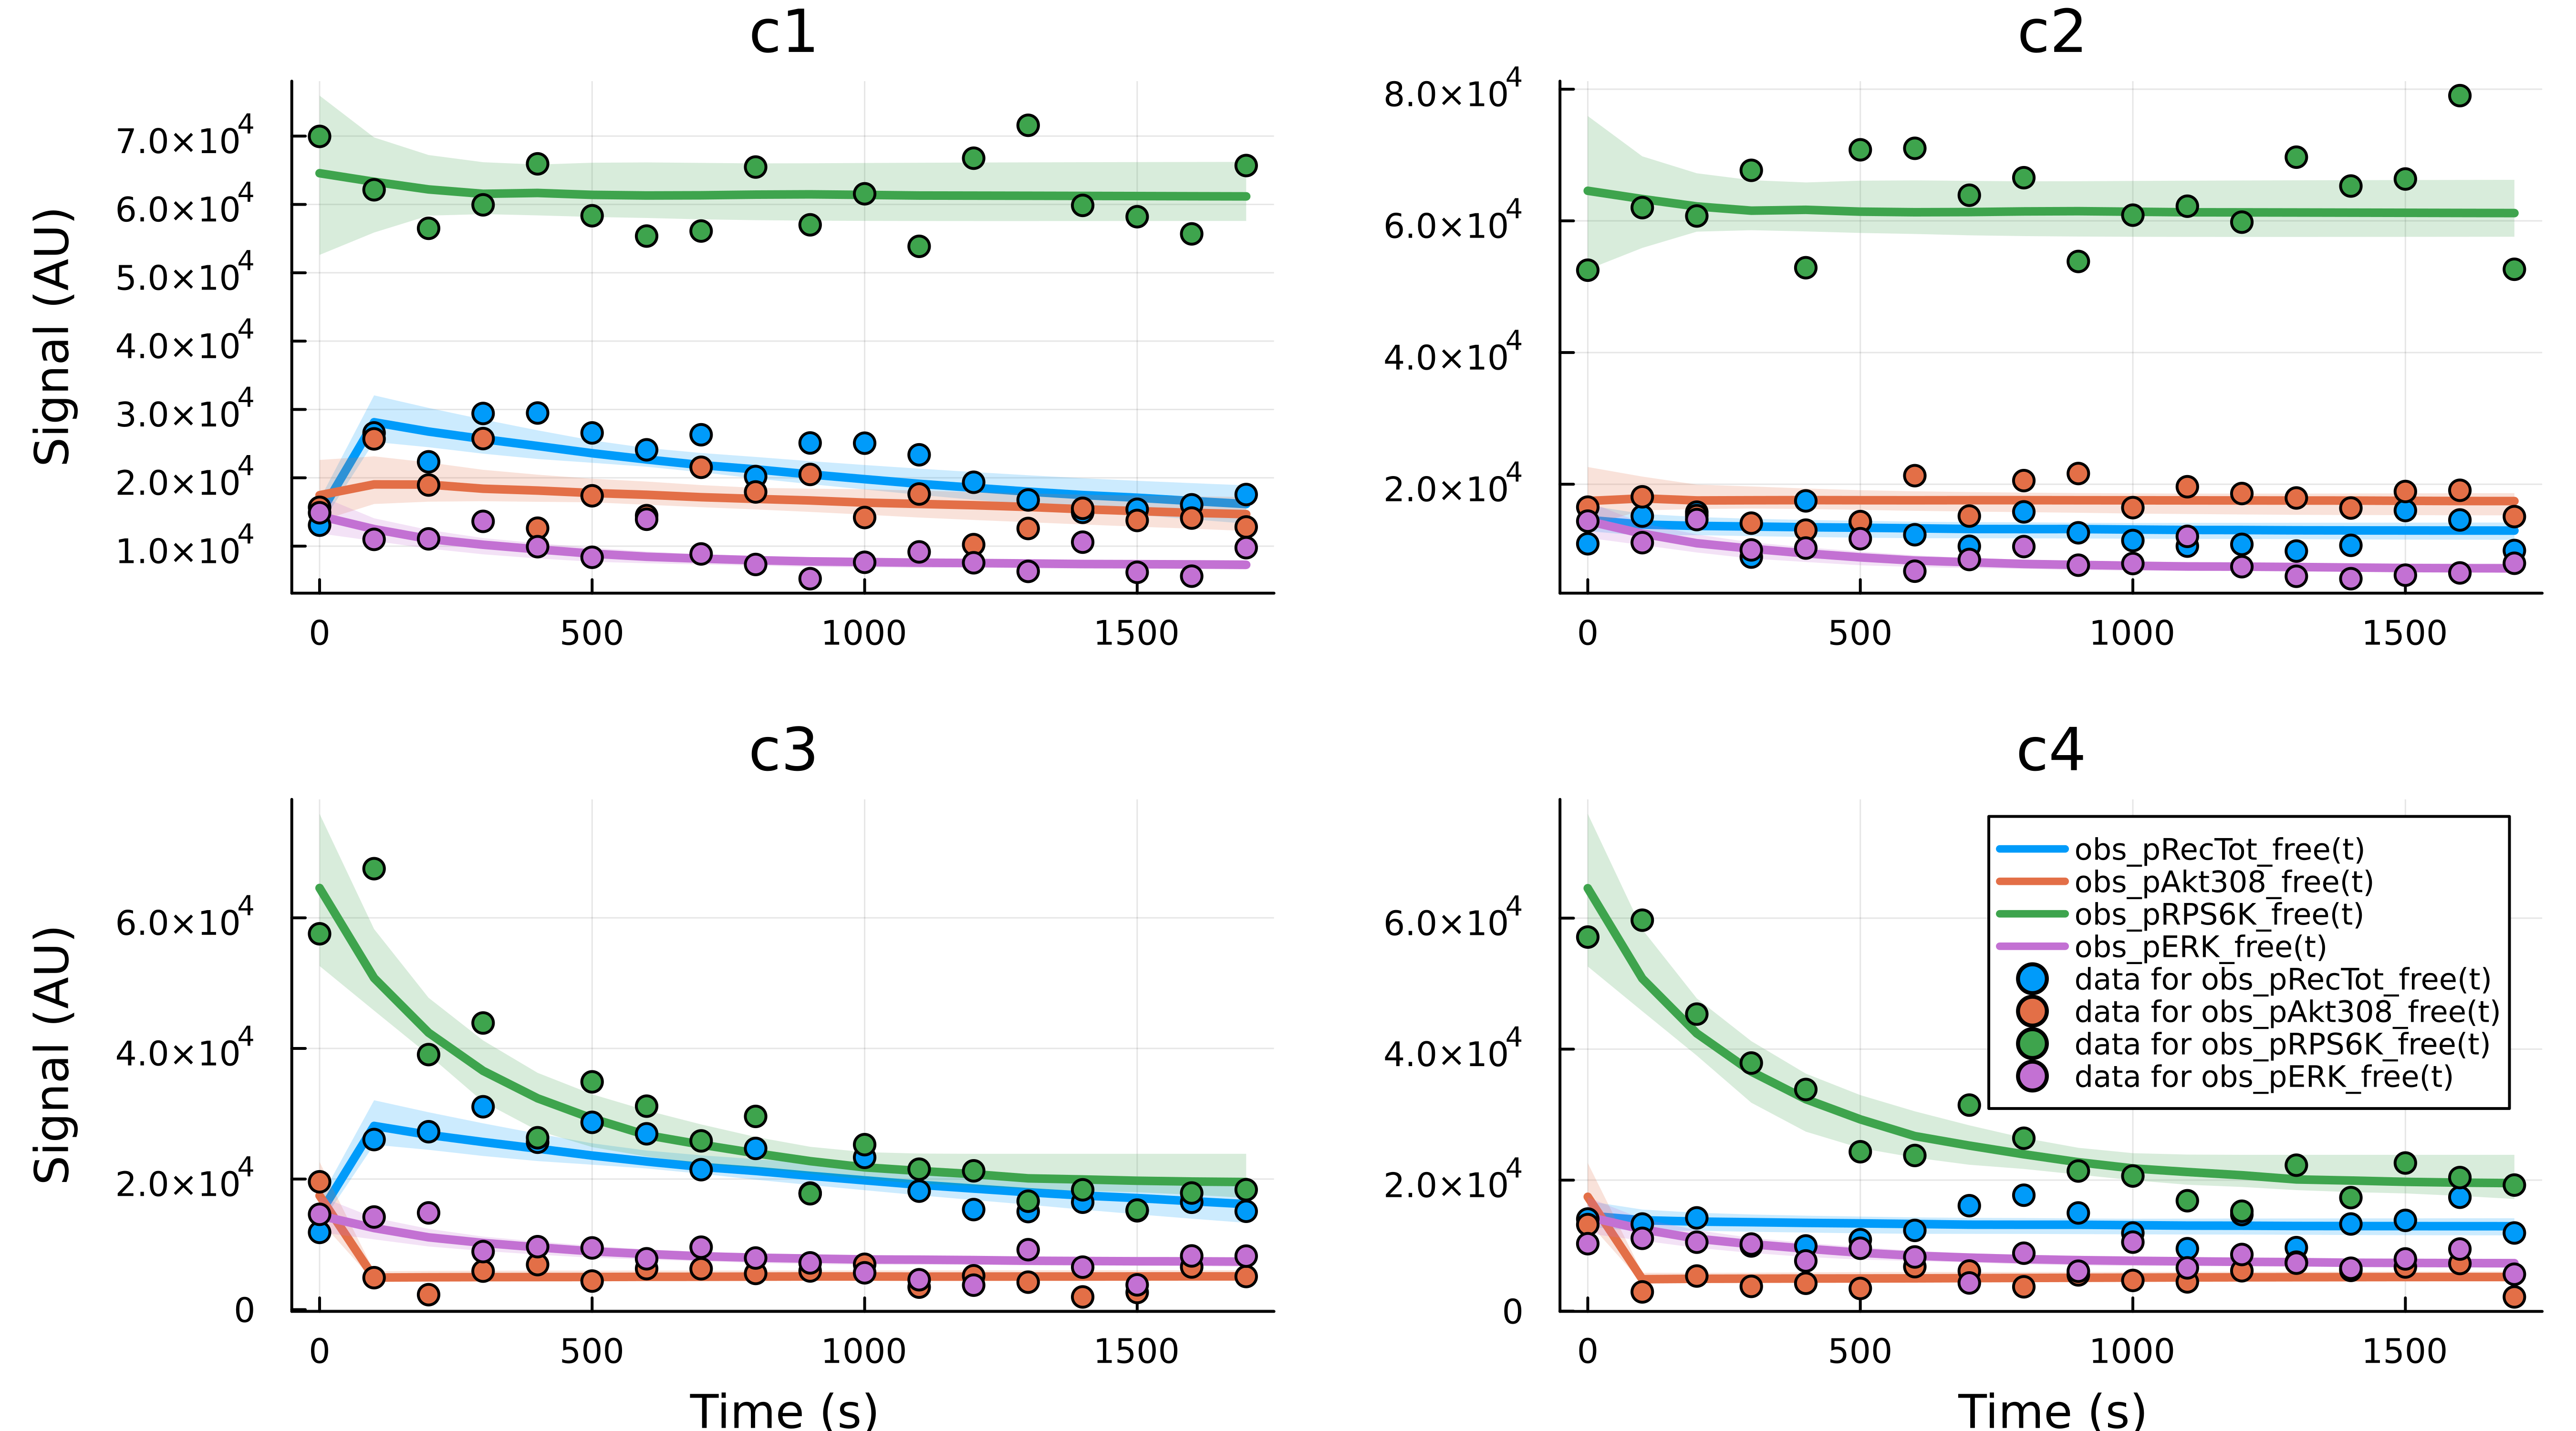 c1
Signal (AU)
7.0×10⁴
6.0×10⁴
5.0×10⁴
4.0×10⁴
3.0×10⁴
2.0×10⁴
1.0×10⁴
0 500 1000 1500
c2
8.0×10⁴
6.0×10⁴
4.0×10⁴
2.0×10⁴
0 500 1000 1500
c3
Signal (AU)
6.0×10⁴
4.0×10⁴
2.0×10⁴
0
0 500 1000 1500
Time (s)
c4
6.0×10⁴
4.0×10⁴
2.0×10⁴
0
obs_pRecTot_free(t)
obs_pAkt308_free(t)
obs_pRPS6K_free(t)
obs_pERK_free(t)
data for obs_pRecTot_free(t)
data for obs_pAkt308_free(t)
data for obs_pRPS6K_free(t)
data for obs_pERK_free(t)
0 500 1000 1500
Time (s)